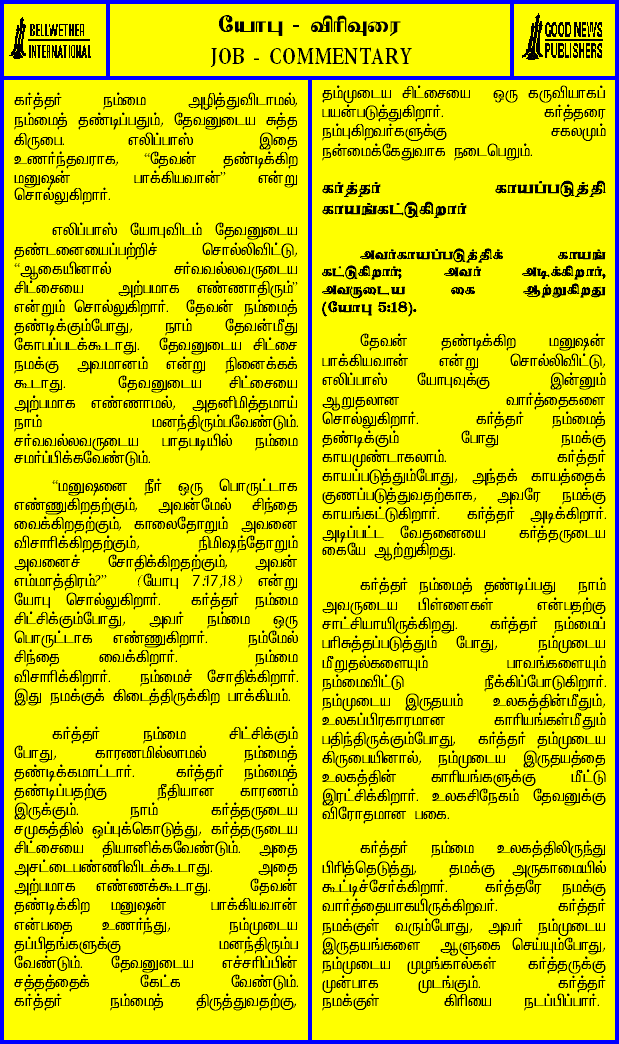 BELLWETHER
INTERNATIONAL
யோபு - விரிவுரை
JOB - COMMENTARY
GOOD NEWS
PUBLISHERS
கர்த்தர் நம்மை அழித்துவிடாமல்,
நம்மைத் தண்டிப்பதும், தேவனுடைய சுத்த
கிருபை. எலிப்பாஸ் இதை
உணர்ந்தவராக, “தேவன் தண்டிக்கிற
மனுஷன் பாக்கியவான்” என்று
சொல்லுகிறார்.
எலிப்பாஸ் யோபுவிடம் தேவனுடைய
தண்டனையைப்பற்றிச் சொல்லிவிட்டு,
“ஆகையினால் சர்வவல்லவருடைய
சிட்சையை அற்பமாக எண்ணாதிரும்”
என்றும் சொல்லுகிறார். தேவன் நம்மைத்
தண்டிக்கும்போது, நாம் தேவன்மீது
கோபப்படக்கூடாது. தேவனுடைய சிட்சை
நமக்கு அவமானம் என்று நினைக்கக்
கூடாது. தேவனுடைய சிட்சையை
அற்பமாக எண்ணாமல், அதனிமித்தமாய்
நாம் மனந்திரும்பவேண்டும்.
சர்வவல்லவருடைய பாதபடியில் நம்மை
சமர்ப்பிக்கவேண்டும்.
“மனுஷனை நீர் ஒரு பொருட்டாக
எண்ணுகிறதற்கும், அவன்மேல் சிந்தை
வைக்கிறதற்கும், காலைதோறும் அவனை
விசாரிக்கிறதற்கும், நிமிஷந்தோறும்
அவனைச் சோதிக்கிறதற்கும், அவன்
எம்மாத்திரம்?” (யோபு 7:17,18) என்று
யோபு சொல்லுகிறார். கர்த்தர் நம்மை
சிட்சிக்கும்போது, அவர் நம்மை ஒரு
பொருட்டாக எண்ணுகிறார். நம்மேல்
சிந்தை வைக்கிறார். நம்மை
விசாரிக்கிறார். நம்மைச் சோதிக்கிறார்.
இது நமக்குக் கிடைத்திருக்கிற பாக்கியம்.
கர்த்தர் நம்மை சிட்சிக்கும்
போது, காரணமில்லாமல் நம்மைத்
தண்டிக்கமாட்டார். கர்த்தர் நம்மைத்
தண்டிப்பதற்கு நீதியான காரணம்
இருக்கும். நாம் கர்த்தருடைய
சமுகத்தில் ஒப்புக்கொடுத்து, கர்த்தருடைய
சிட்சையை தியானிக்கவேண்டும். அதை
அசட்டைபண்ணிவிடக்கூடாது. அதை
அற்பமாக எண்ணக்கூடாது. தேவன்
தண்டிக்கிற மனுஷன் பாக்கியவான்
என்பதை உணர்ந்து, நம்முடைய
தப்பிதங்களுக்கு மனந்திரும்ப
வேண்டும். தேவனுடைய எச்சரிப்பின்
சத்தத்தைக் கேட்க வேண்டும்.
கர்த்தர் நம்மைத் திருத்துவதற்கு,
தம்முடைய சிட்சையை ஒரு கருவியாகப்
பயன்படுத்துகிறார். கர்த்தரை
நம்புகிறவர்களுக்கு சகலமும்
நன்மைக்கேதுவாக நடைபெறும்.
கர்த்தர் காயப்படுத்தி
காயங்கட்டுகிறார்
அவர்காயப்படுத்திக் காயங்
கட்டுகிறார்; அவர் அடிக்கிறார்,
அவருடைய கை ஆற்றுகிறது
(யோபு 5:18).
தேவன் தண்டிக்கிற மனுஷன்
பாக்கியவான் என்று சொல்லிவிட்டு,
எலிப்பாஸ் யோபுவுக்கு இன்னும்
ஆறுதலான வார்த்தைகளை
சொல்லுகிறார். கர்த்தர் நம்மைத்
தண்டிக்கும் போது நமக்கு
காயமுண்டாகலாம். கர்த்தர்
காயப்படுத்தும்போது, அந்தக் காயத்தைக்
குணப்படுத்துவதற்காக, அவரே நமக்கு
காயங்கட்டுகிறார். கர்த்தர் அடிக்கிறார்.
அடிப்பட்ட வேதனையை கர்த்தருடைய
கையே ஆற்றுகிறது.
கர்த்தர் நம்மைத் தண்டிப்பது நாம்
அவருடைய பிள்ளைகள் என்பதற்கு
சாட்சியாயிருக்கிறது. கர்த்தர் நம்மைப்
பரிசுத்தப்படுத்தும் போது, நம்முடைய
மீறுதல்களையும் பாவங்களையும்
நம்மைவிட்டு நீக்கிப்போடுகிறார்.
நம்முடைய இருதயம் உலகத்தின்மீதும்,
உலகப்பிரகாரமான காரியங்கள்மீதும்
பதிந்திருக்கும்போது, கர்த்தர் தம்முடைய
கிருபையினால், நம்முடைய இருதயத்தை
உலகத்தின் காரியங்களுக்கு மீட்டு
இரட்சிக்கிறார். உலகசிநேகம் தேவனுக்கு
விரோதமான பகை.
கர்த்தர் நம்மை உலகத்திலிருந்து
பிரித்தெடுத்து, தமக்கு அருகாமையில்
கூட்டிச்சேர்க்கிறார். கர்த்தரே நமக்கு
வார்த்தையாகயிருக்கிறவர். கர்த்தர்
நமக்குள் வரும்போது, அவர் நம்முடைய
இருதயங்களை ஆளுகை செய்யும்போது,
நம்முடைய முழங்கால்கள் கர்த்தருக்கு
முன்பாக முடங்கும். கர்த்தர்
நமக்குள் கிரியை நடப்பிப்பார்.